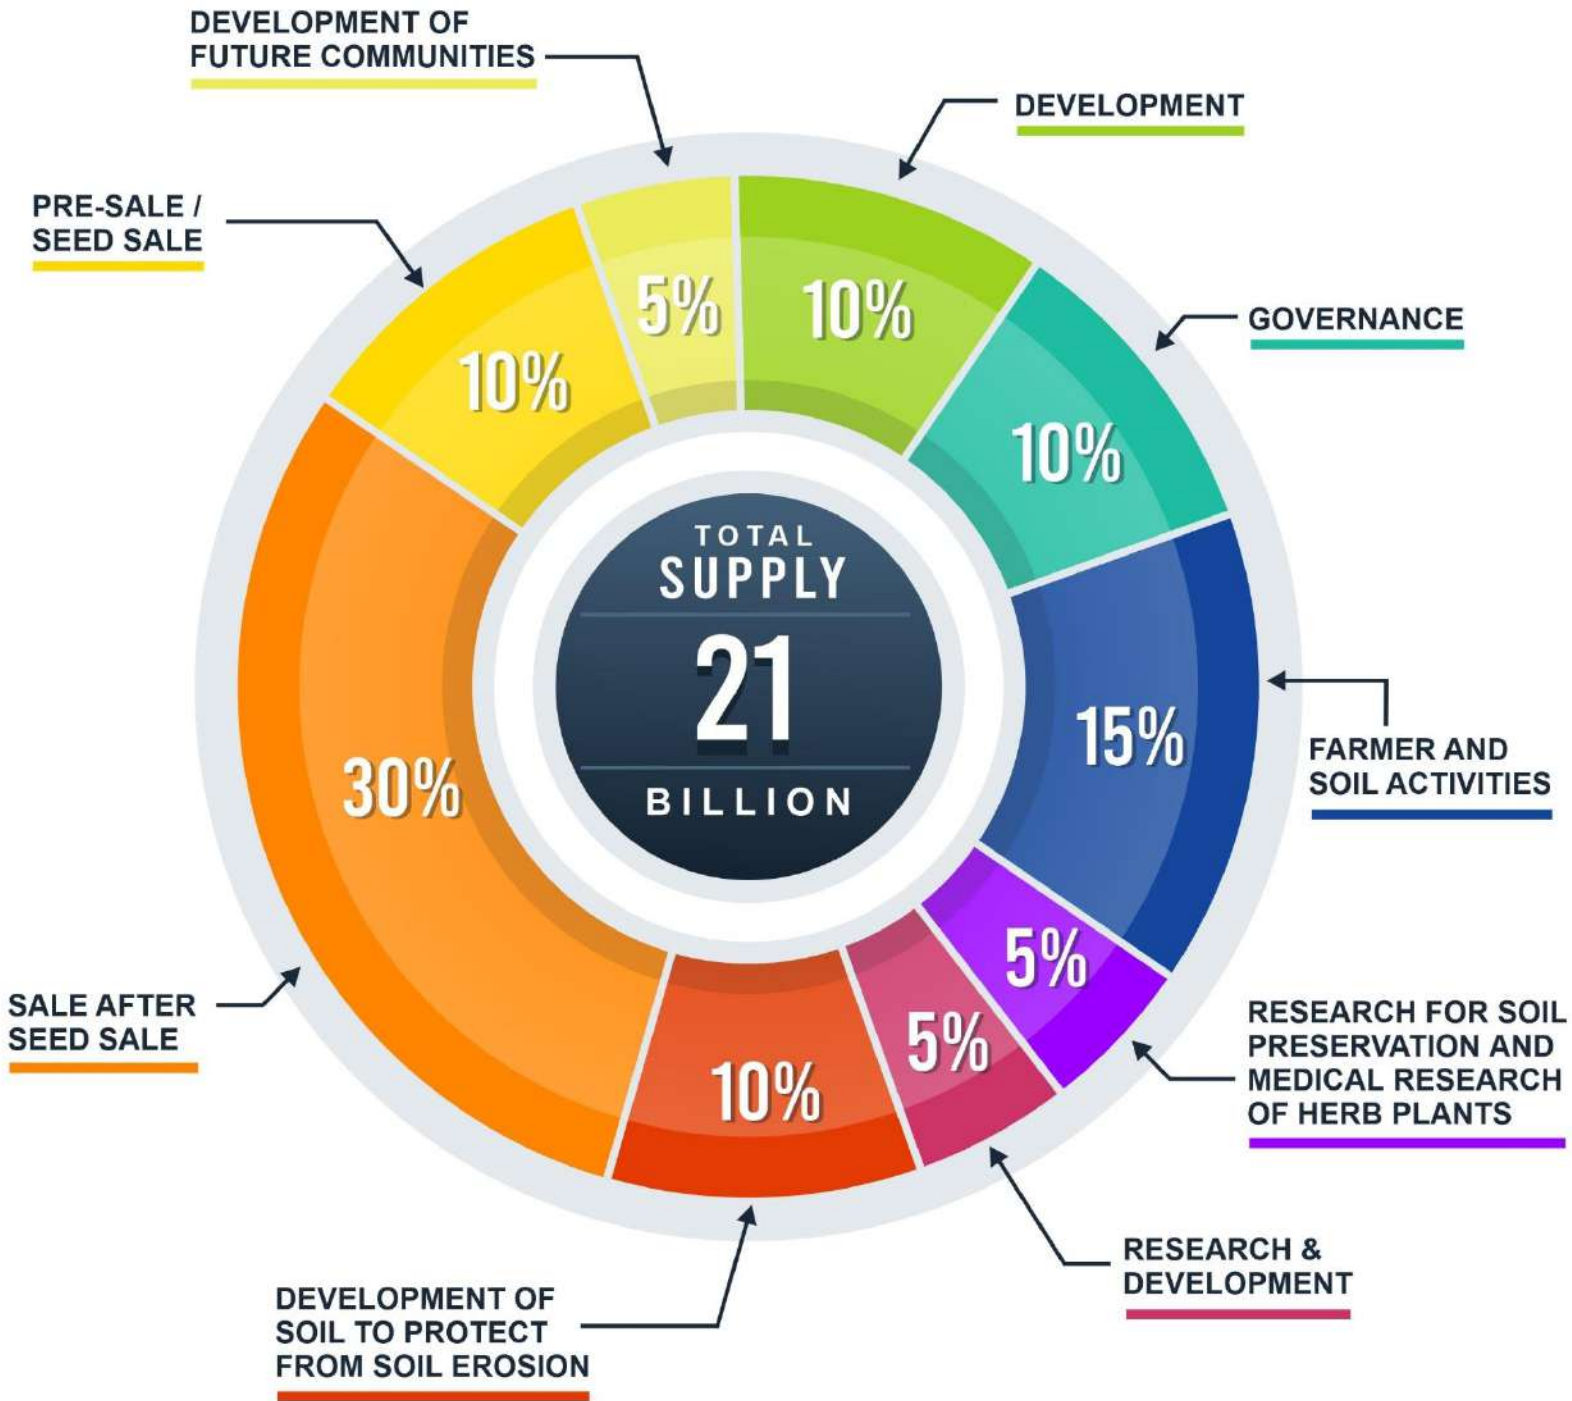 DEVELOPMENT OF
FUTURE COMMUNITIES
DEVELOPMENT
PRE-SALE /
SEED SALE
GOVERNANCE
5%
10%
10%
10%
TOTAL
SUPPLY
21
BILLION
15%
30%
FARMER AND
SOIL ACTIVITIES
5%
5%
10%
SALE AFTER
SEED SALE
RESEARCH FOR SOIL
PRESERVATION AND
MEDICAL RESEARCH
OF HERB PLANTS
RESEARCH &
DEVELOPMENT
DEVELOPMENT OF
SOIL TO PROTECT
FROM SOIL EROSION